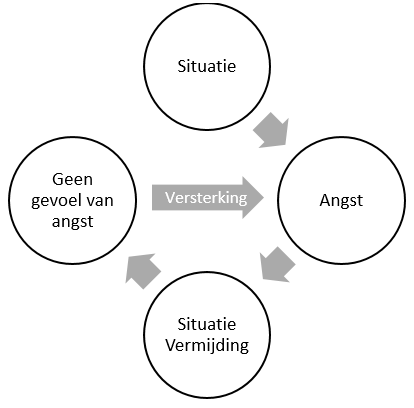 Situatie
Geen
gevoel van
angst
Versterking
Angst
Situatie
Vermijding